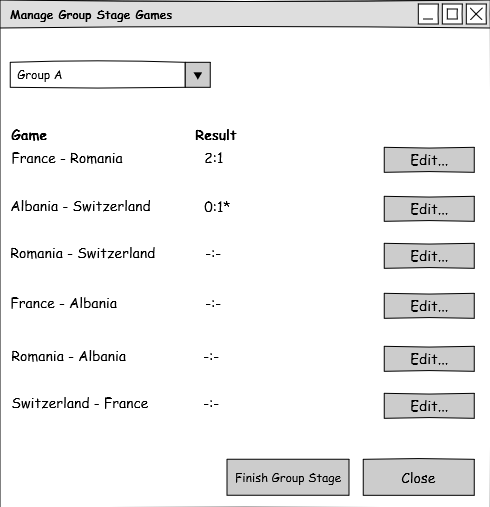 Manage Group Stage Games
Group A
Game Result
France - Romania 2:1 Edit...
Albania - Switzerland 0:1* Edit...
Romania - Switzerland -:- Edit...
France - Albania -:- Edit...
Romania - Albania -:- Edit...
Switzerland - France -:- Edit...
Finish Group Stage Close